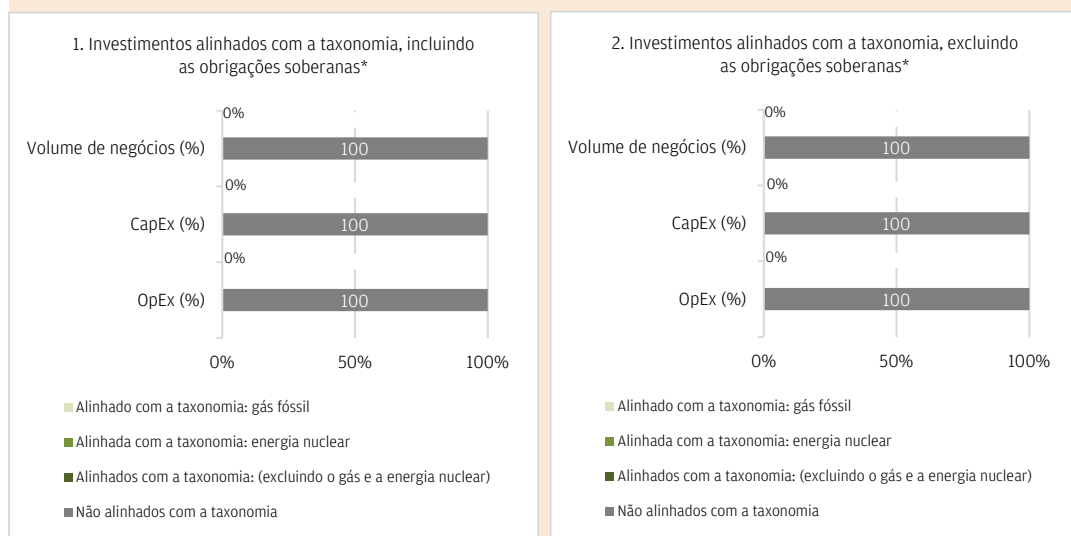 1. Investimentos alinhados com a taxonomia, incluindo
as obrigações soberanas*
0%
Volume de negócios (%)
100
0%
CapEx (%)
100
0%
OpEx (%)
100
0%
50%
100%
Alinhado com a taxonomia: gás fóssil
Alinhada com a taxonomia: energia nuclear
Alinhados com a taxonomia: (excluindo o gás e a energia nuclear)
Não alinhados com a taxonomia
2. Investimentos alinhados com a taxonomia, excluindo
as obrigações soberanas*
0%
Volume de negócios (%)
100
0%
CapEx (%)
100
0%
OpEx (%)
100
0%
50%
100%
Alinhado com a taxonomia: gás fóssil
Alinhada com a taxonomia: energia nuclear
Alinhados com a taxonomia: (excluindo o gás e a energia nuclear)
Não alinhados com a taxonomia